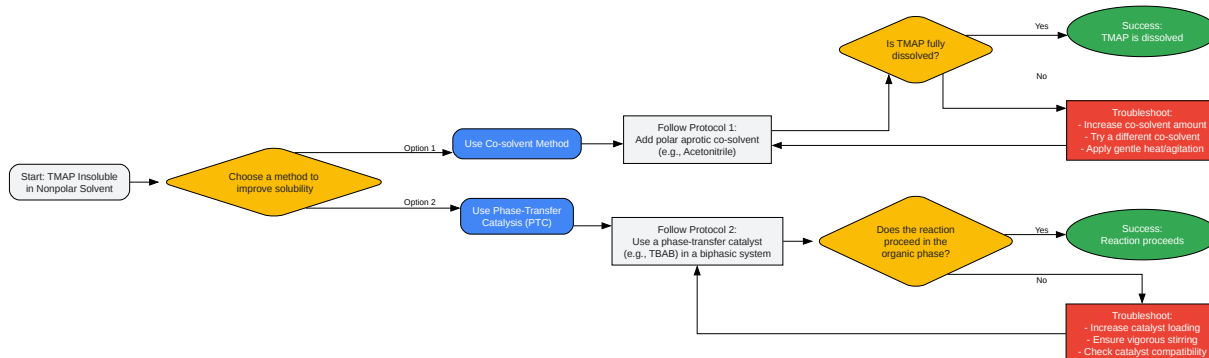 Start: TMAP Insoluble
in Nonpolar Solvent
Choose a method to
improve solubility
Option 1
Use Co-solvent Method
Follow Protocol 1:
Add polar aprotic co-solvent
(e.g., Acetonitrile)
Is TMAP fully
dissolved?
Yes
Success:
TMAP is dissolved
No
Troubleshoot:
- Increase co-solvent amount
- Try a different co-solvent
- Apply gentle heat/agitation
Option 2
Use Phase-Transfer
Catalysis (PTC)
Follow Protocol 2:
Use a phase-transfer catalyst
(e.g., TBAB) in a biphasic system
Does the reaction
proceed in the
organic phase?
Yes
Success:
Reaction proceeds
No
Troubleshoot:
- Increase catalyst loading
- Ensure vigorous stirring
- Check catalyst compatibility